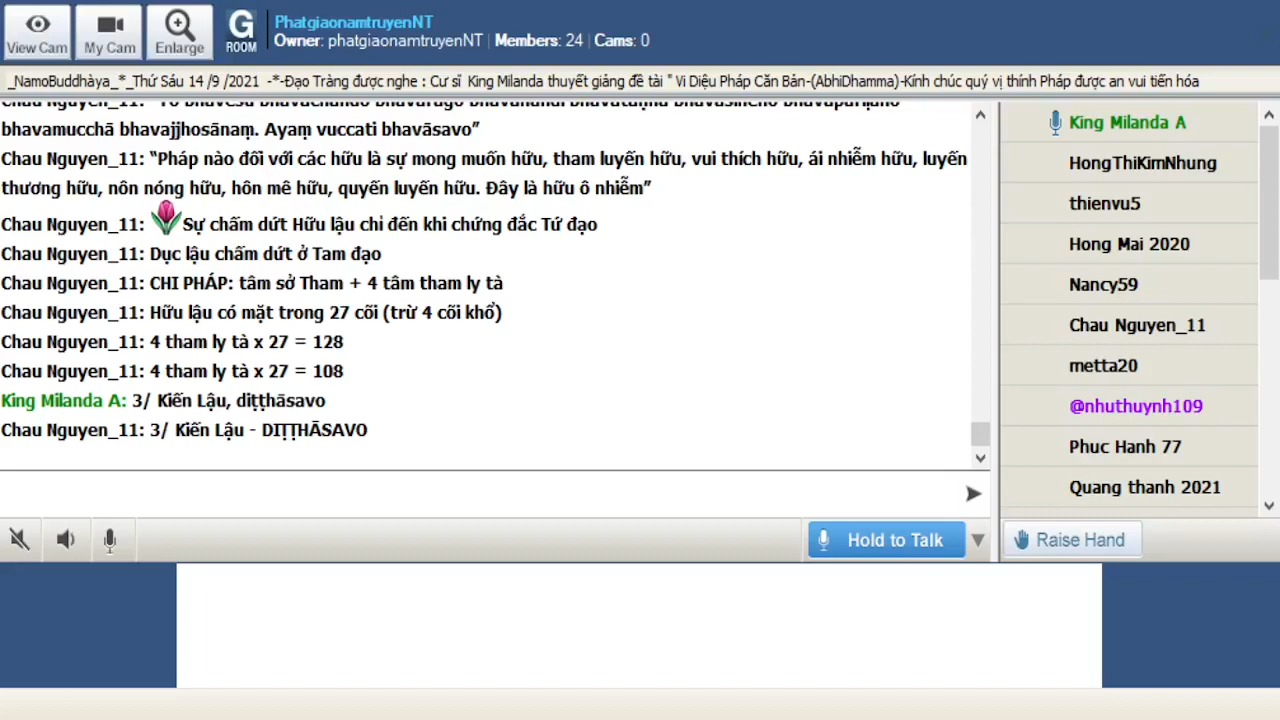 View Cam
My Cam
Enlarge
G
ROOM
PhatgiaonamtruyenNT
Owner: phatgiaonamtruyenNT | Members: 24 | Cams: 0
_NamoBuddhàya_*_Thứ Sáu 14 /9 /2021 -*-Đạo Tràng được nghe : Cư sĩ King Milanda thuyết giảng đề tài " Vi Diệu Pháp Căn Bản-(AbhiDhamma)-Kính chúc quý vị thính Pháp được an vui tiến hóa
bhavamucchā bhavajjhosānaṃ. Ayaṃ vuccati bhavāsavo”
Chau Nguyen_11: “Pháp nào đối với các hữu là sự mong muốn hữu, tham luyến hữu, vui thích hữu, ái nhiễm hữu, luyến
thương hữu, nôn nóng hữu, hôn mê hữu, quyến luyến hữu. Đây là hữu ô nhiễm”
Chau Nguyen_11: Sự chấm dứt Hữu lậu chỉ đến khi chứng đắc Tứ đạo
Chau Nguyen_11: Dục lậu chấm dứt ở Tam đạo
Chau Nguyen_11: CHI PHÁP: tâm sở Tham + 4 tâm tham ly tà
Chau Nguyen_11: Hữu lậu có mặt trong 27 cõi (trừ 4 cõi khổ)
Chau Nguyen_11: 4 tham ly tà x 27 = 128
Chau Nguyen_11: 4 tham ly tà x 27 = 108
King Milanda A: 3/ Kiến Lậu, diṭṭhāsavo
Chau Nguyen_11: 3/ Kiến Lậu - DIṬṬHĀSAVO
Hold to Talk
King Milanda A
HongThiKimNhung
thienvu5
Hong Mai 2020
Nancy59
Chau Nguyen_11
metta20
@nhuthuynh109
Phuc Hanh 77
Quang thanh 2021
Raise Hand